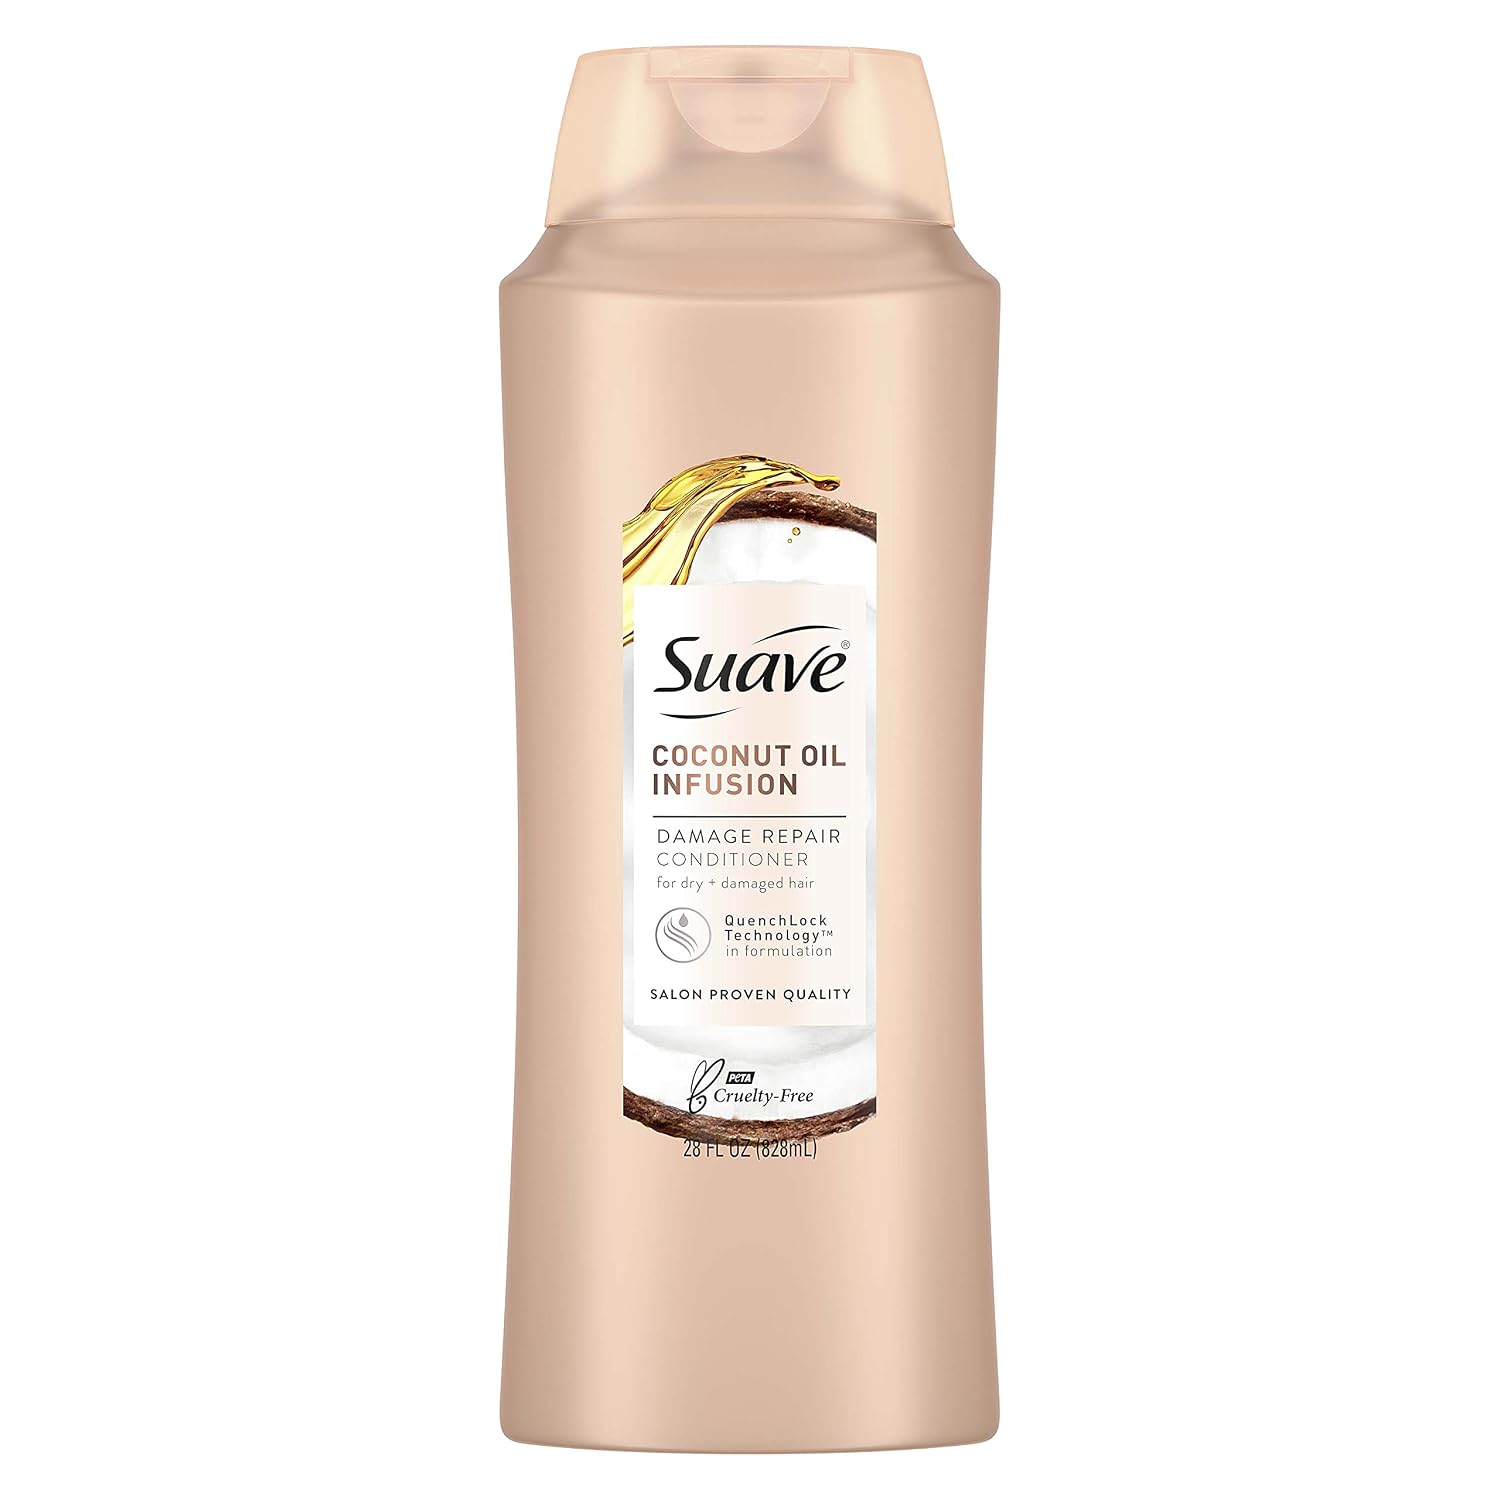 Suave®
COCONUT OIL
INFUSION
DAMAGE REPAIR
CONDITIONER
for dry + damaged hair
QuenchLock
Technology™
in formulation
SALON PROVEN QUALITY
PETA
Cruelty-Free
28 FL OZ (828mL)